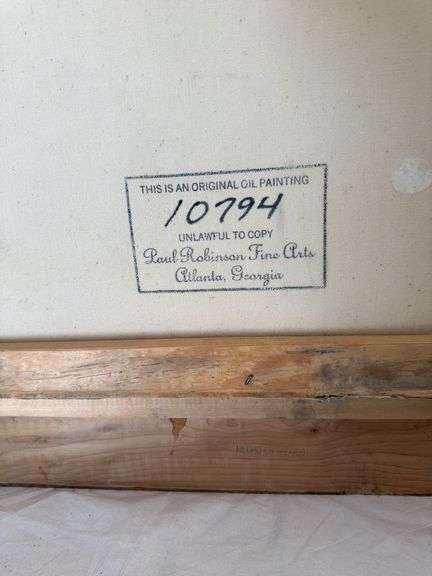 THIS IS AN ORIGINAL OIL PAINTING
10794
UNLAWFUL TO COPY
Paul Robinson Fine Arts
Atlanta, Georgia